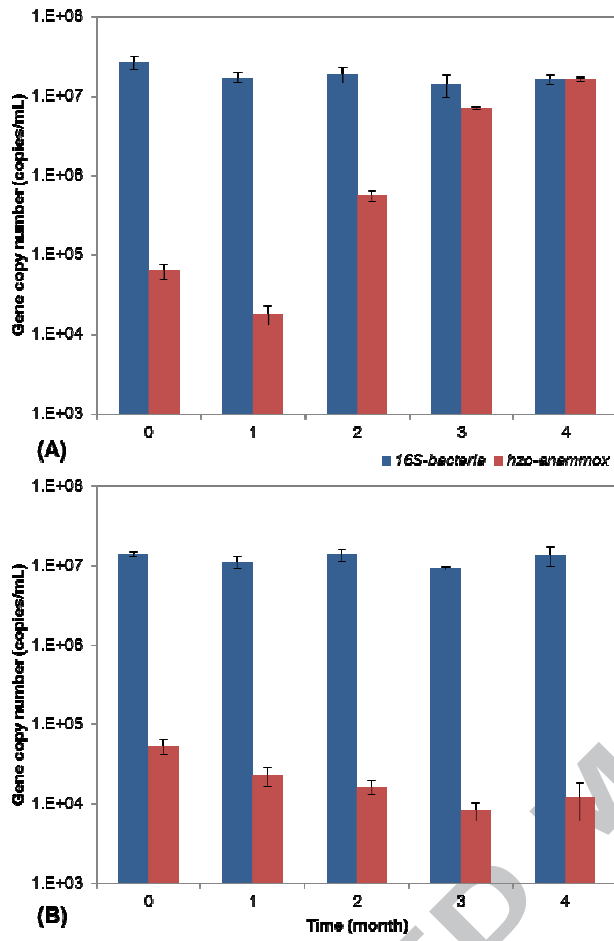 1.E+08
1.E+07
1.E+06
1.E+05
1.E+04
1.E+03
Gene copy number (copies/mL)
0 1 2 3 4
(A)
16S-bacteria hzo-anammox
1.E+08
1.E+07
1.E+06
1.E+05
1.E+04
1.E+03
Gene copy number (copies/mL)
0 1 2 3 4
(B)
Time (month)